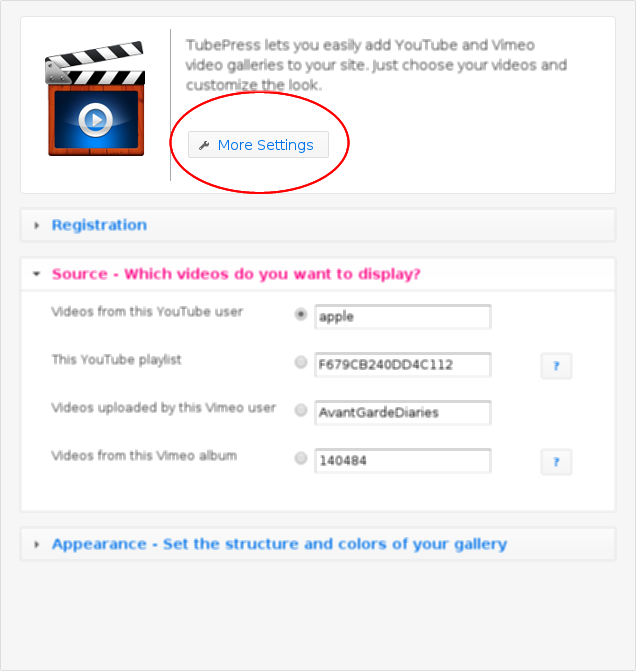 TubePress lets you easily add YouTube and Vimeo
video galleries to your site. Just choose your videos and
customize the look.
More Settings
Registration
Source - Which videos do you want to display?
Videos from this YouTube user
apple
This YouTube playlist
F679CB240DD4C112
?
Videos uploaded by this Vimeo user
AvantGardeDiaries
Videos from this Vimeo album
140484
?
Appearance - Set the structure and colors of your gallery